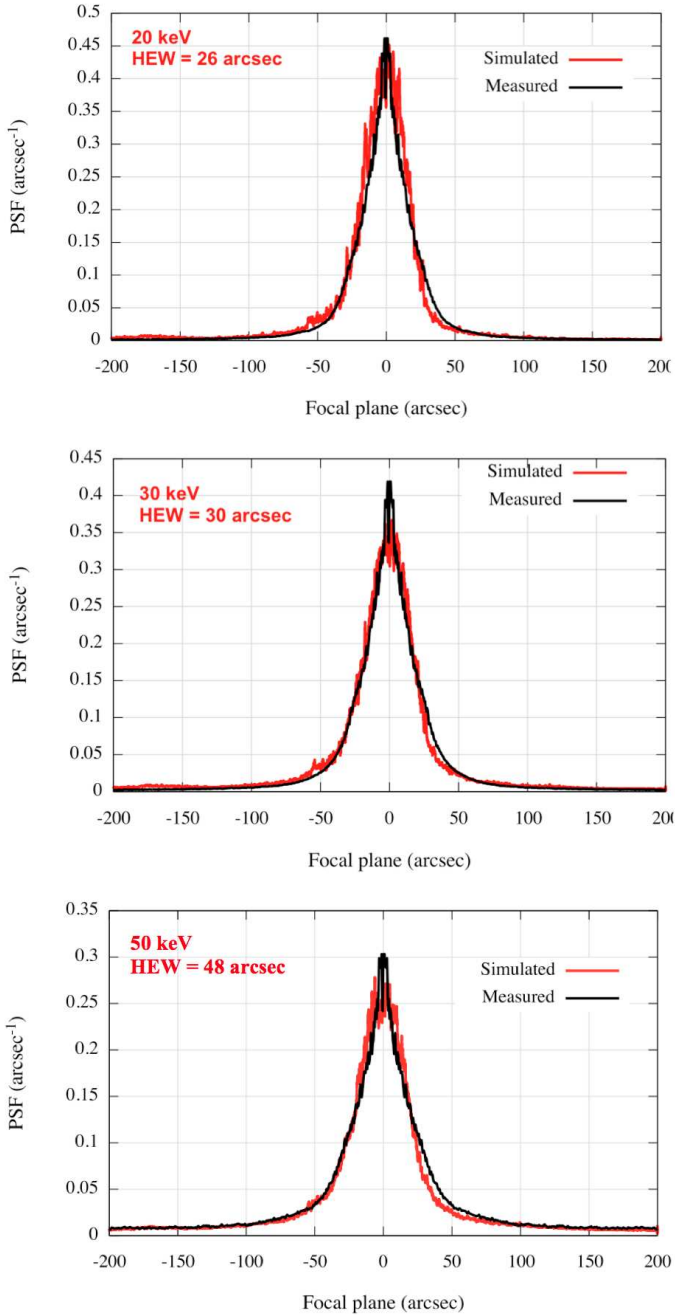 20 keV
HEW = 26 arcsec
Simulated
Measured
PSF (arcsec-1)
0.5
0.45
0.4
0.35
0.3
0.25
0.2
0.15
0.1
0.05
0
-200 -150 -100 -50 0 50 100 150 200
Focal plane (arcsec)
30 keV
HEW = 30 arcsec
Simulated
Measured
PSF (arcsec-1)
0.45
0.4
0.35
0.3
0.25
0.2
0.15
0.1
0.05
0
-200 -150 -100 -50 0 50 100 150 200
Focal plane (arcsec)
50 keV
HEW = 48 arcsec
Simulated
Measured
PSF (arcsec-1)
0.35
0.3
0.25
0.2
0.15
0.1
0.05
0
-200 -150 -100 -50 0 50 100 150 200
Focal plane (arcsec)